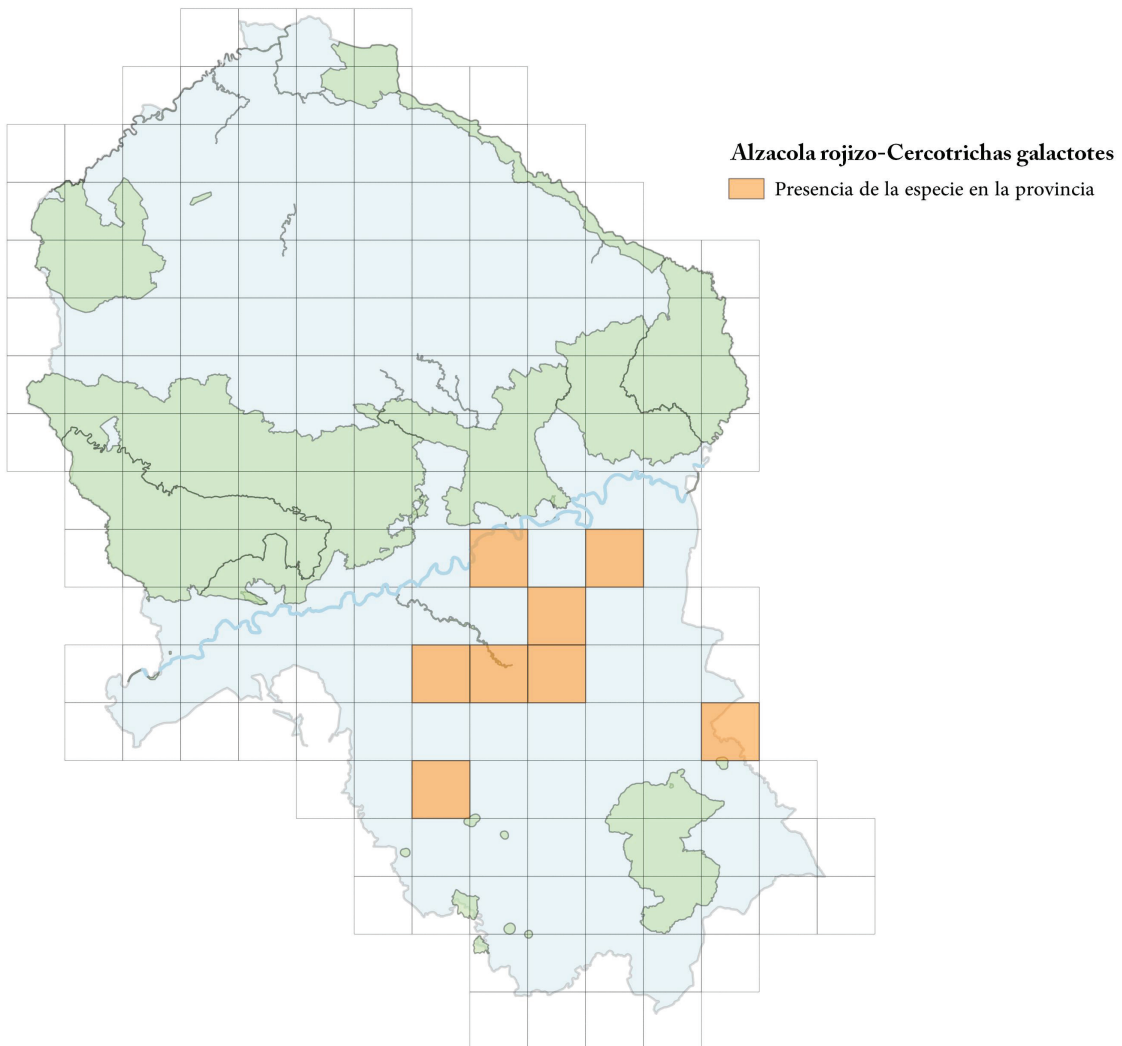 Alzacola rojizo-Cercotrichas galactotes
Presencia de la especie en la provincia